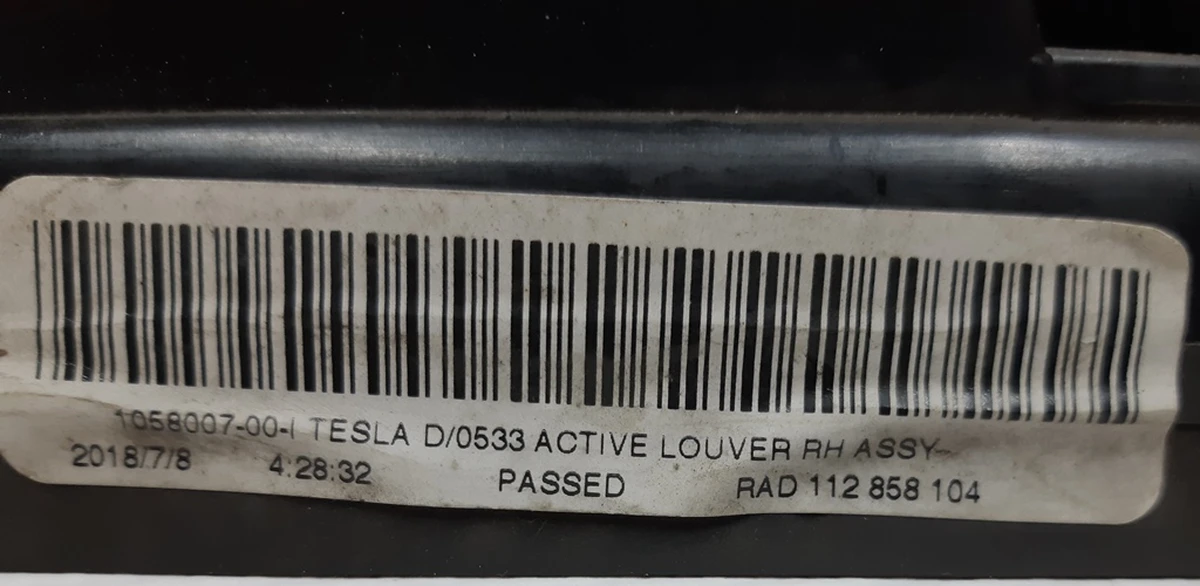 1058007-00-I TESLA D/0533 ACTIVE LOUVER RH ASSY-
2018/7/8 4:28:32 PASSED RAD 112 858 104